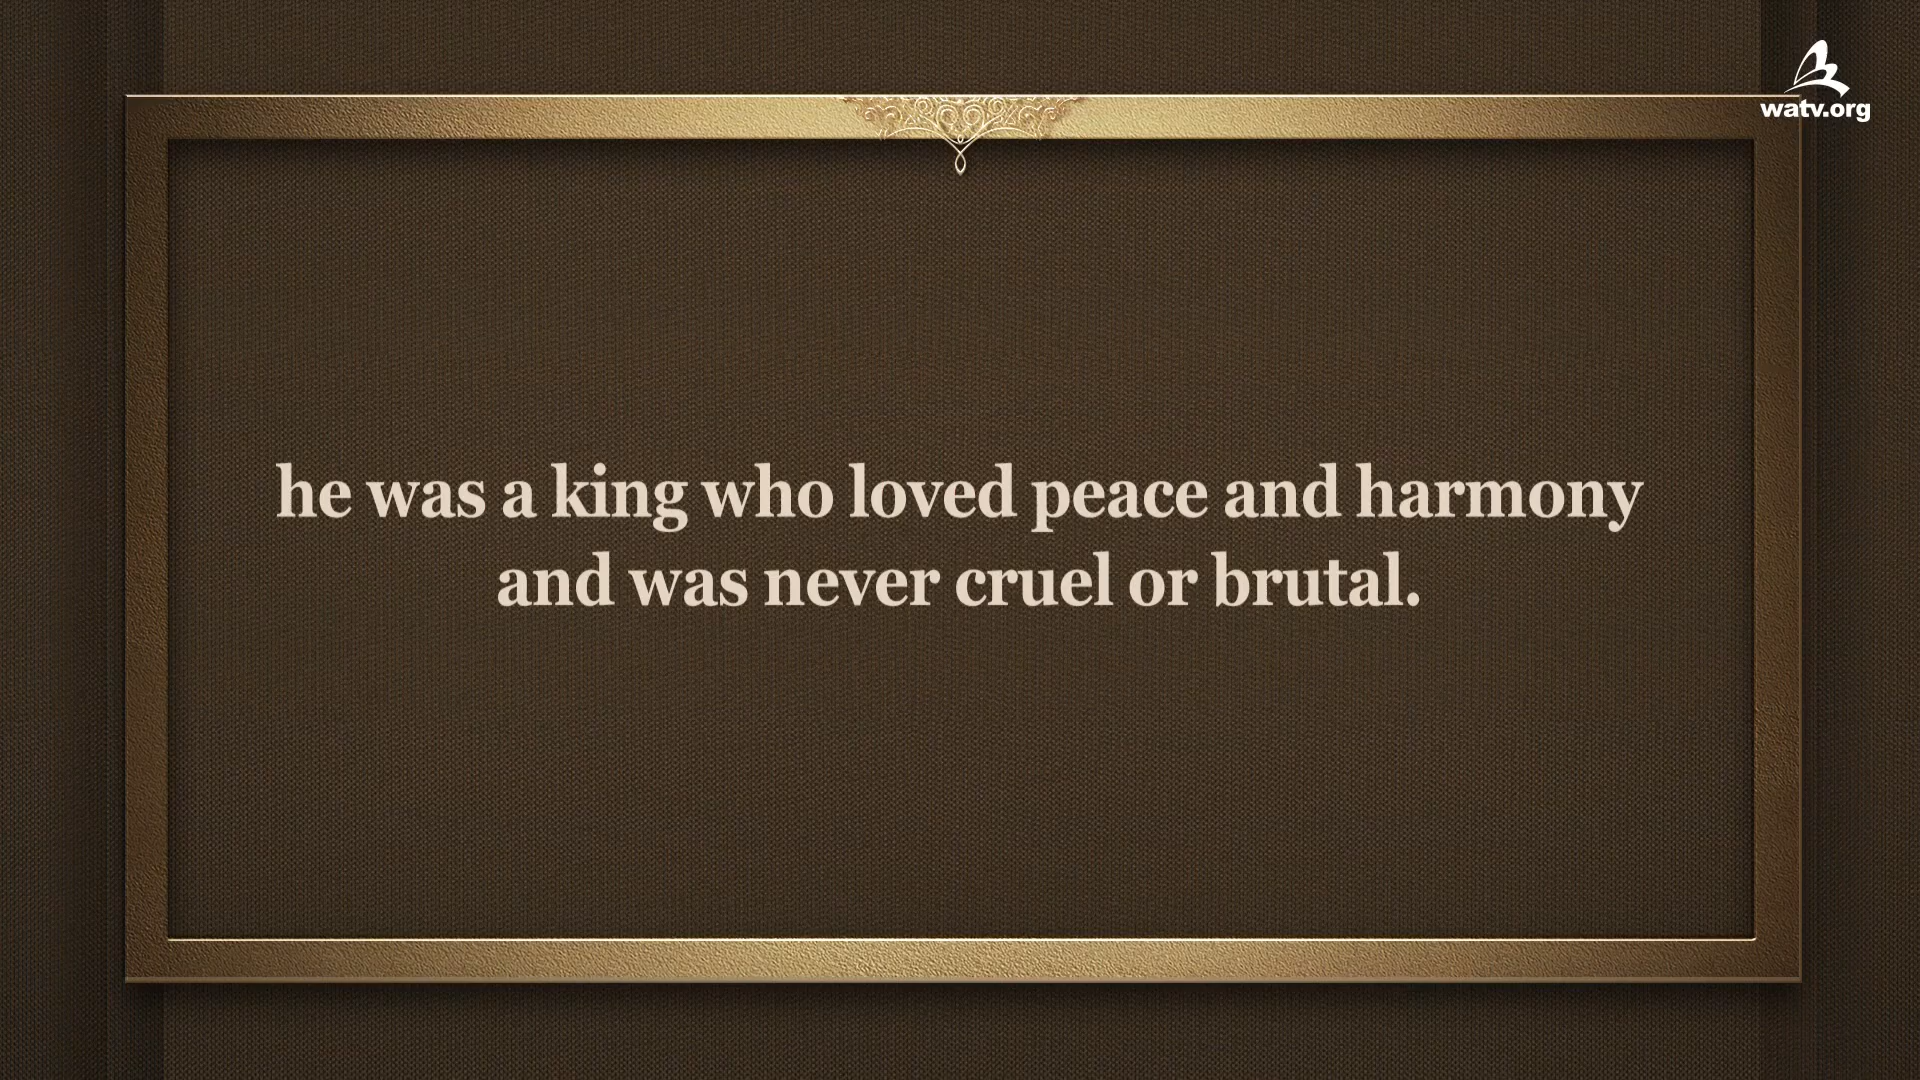 watv.org
he was a king who loved peace and harmony
and was never cruel or brutal.